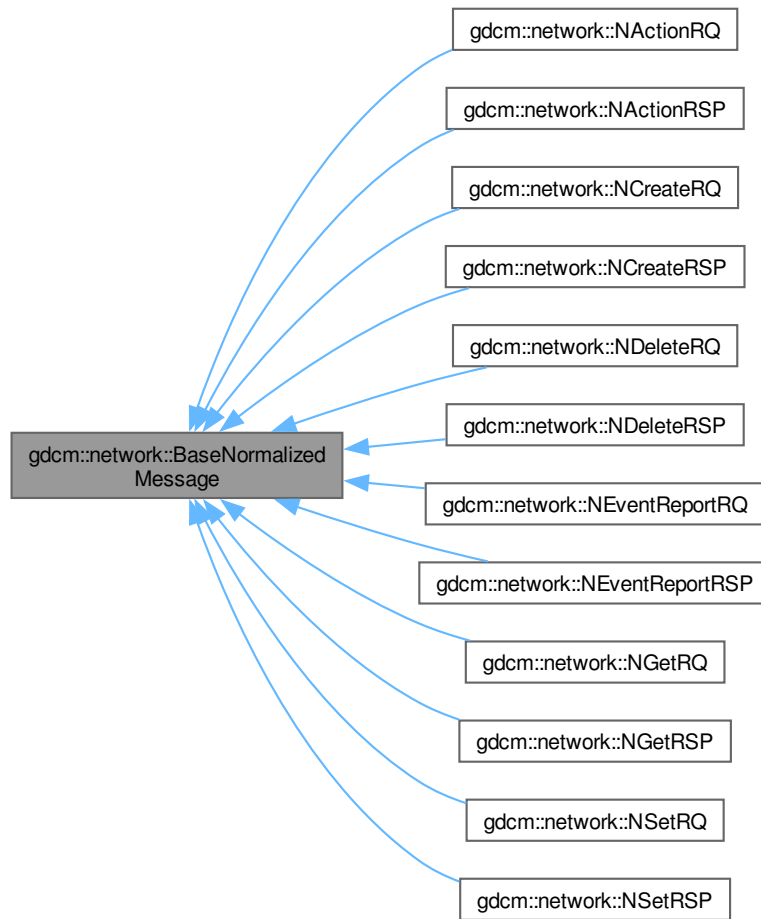 gdcm::network::NActionRQ
gdcm::network::NActionRSP
gdcm::network::NCreateRQ
gdcm::network::NCreateRSP
gdcm::network::NDeleteRQ
gdcm::network::NDeleteRSP
gdcm::network::BaseNormalized
Message
gdcm::network::NEventReportRQ
gdcm::network::NEventReportRSP
gdcm::network::NGetRQ
gdcm::network::NGetRSP
gdcm::network::NSetRQ
gdcm::network::NSetRSP